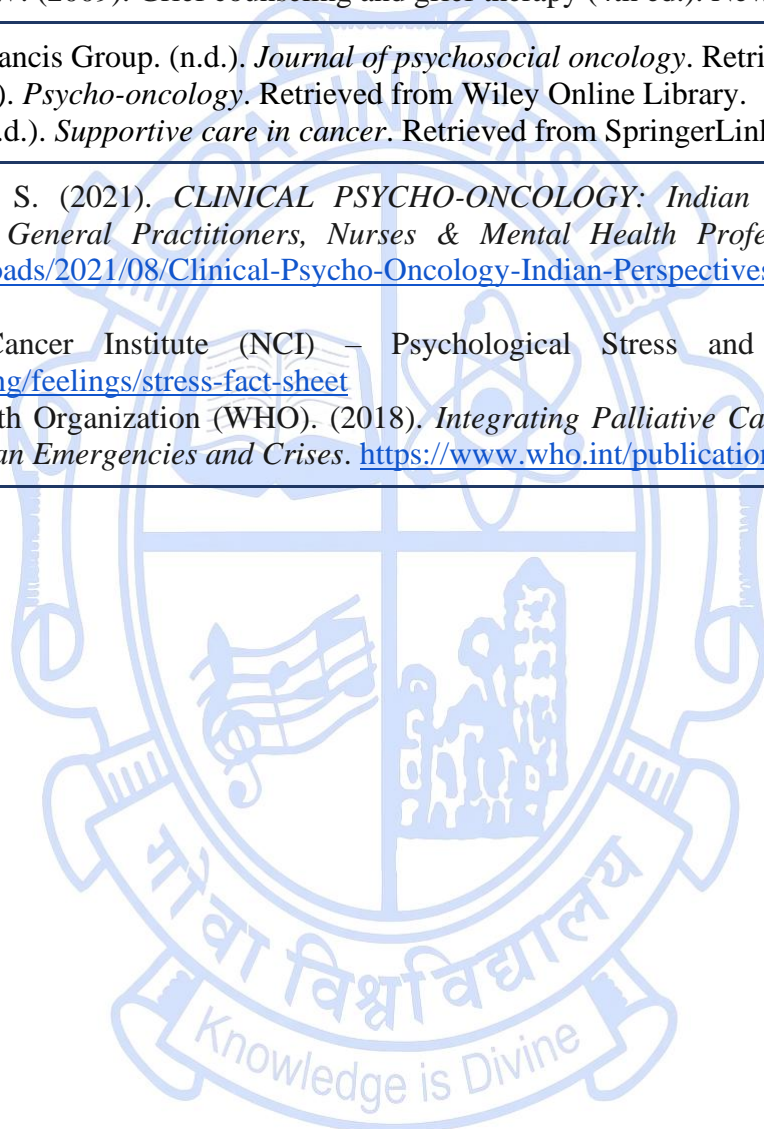 . (2009). Grief counseling and grief therapy (4th ed.). New
ancis Group. (n.d.). Journal of psychosocial oncology. Retri
). Psycho-oncology. Retrieved from Wiley Online Library.
.d.). Supportive care in cancer. Retrieved from SpringerLink
S. (2021). CLINICAL PSYCHO-ONCOLOGY: Indian
General Practitioners, Nurses & Mental Health Profe
oads/2021/08/Clinical-Psycho-Oncology-Indian-Perspectives
Cancer Institute (NCI) – Psychological Stress and
ng/feelings/stress-fact-sheet
th Organization (WHO). (2018). Integrating Palliative Ca
an Emergencies and Crises. https://www.who.int/publication
GOA UNIVERSITY
गोंवा विश्वविद्यालय
Knowledge is Divine